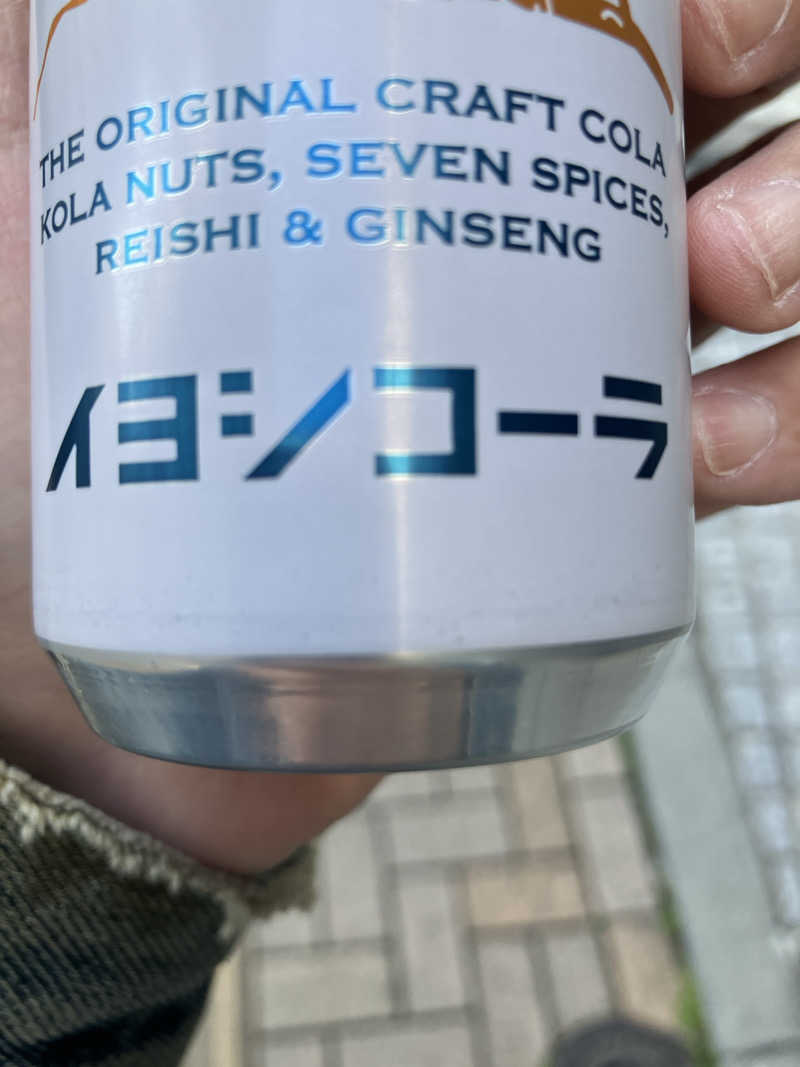 THE ORIGINAL CRAFT COLA
KOLA NUTS, SEVEN SPICES,
REISHI & GINSENG
イヨシコーラ